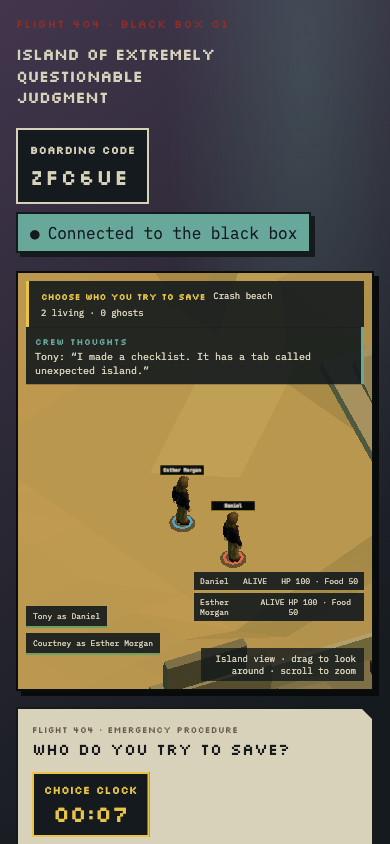 FLIGHT 404 · BLACK BOX 01
ISLAND OF EXTREMELY
QUESTIONABLE
JUDGMENT
BOARDING CODE
ZFC6UE
● Connected to the black box
CHOOSE WHO YOU TRY TO SAVE Crash beach
2 living · 0 ghosts
CREW THOUGHTS
Tony: “I made a checklist. It has a tab called
unexpected island.”
Esther Morgan
Daniel
Daniel ALIVE HP 100 · Food 50
Esther Morgan ALIVE HP 100 · Food 50
Tony as Daniel
Courtney as Esther Morgan
Island view · drag to look
around · scroll to zoom
FLIGHT 404 · EMERGENCY PROCEDURE
WHO DO YOU TRY TO SAVE?
CHOICE CLOCK
00:07